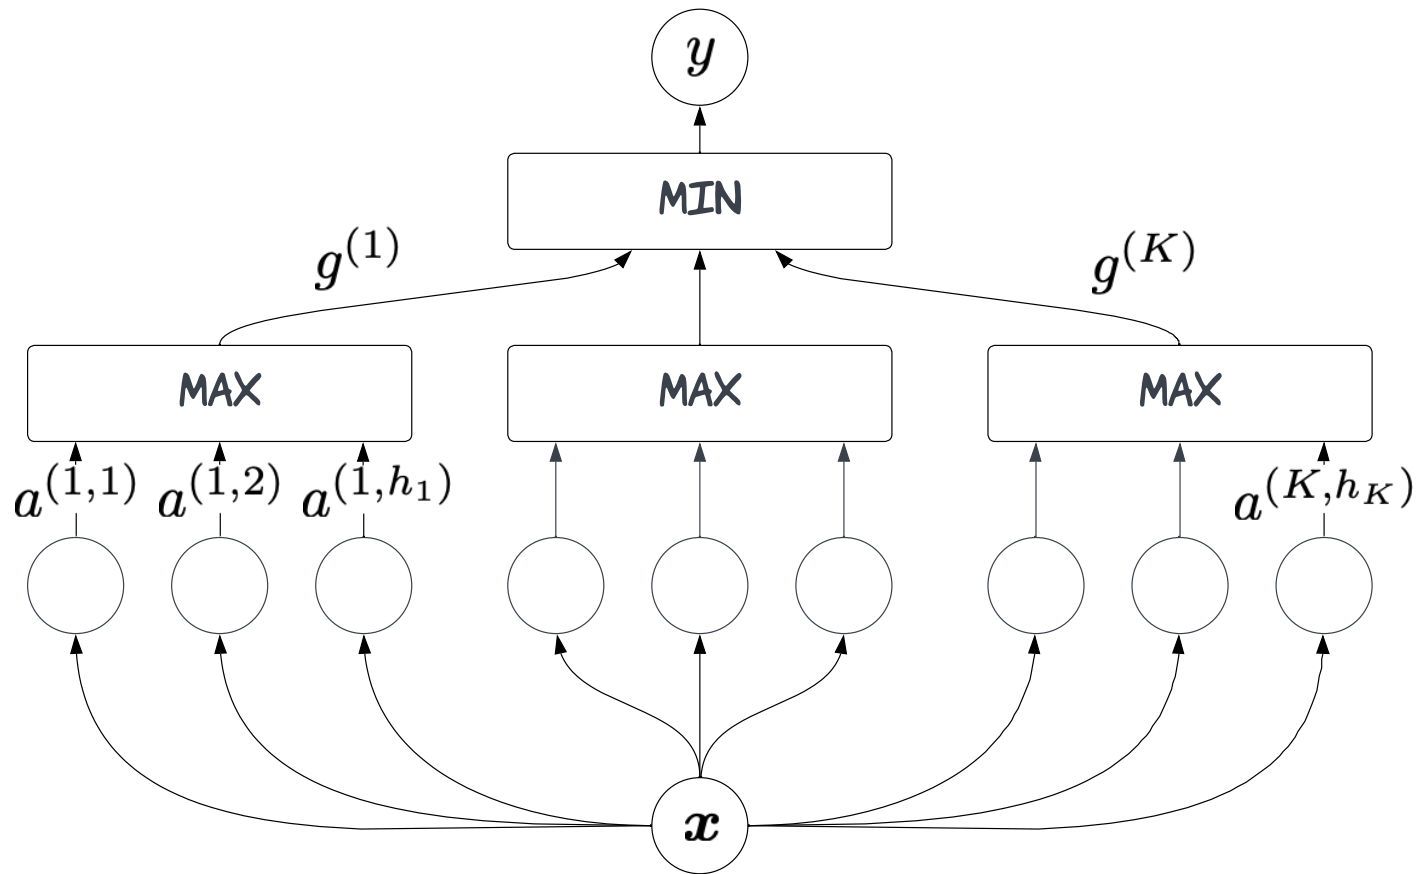 y
MIN
g^{(1)} g^{(K)}
MAX MAX MAX
a^{(1,1)} a^{(1,2)} a^{(1,h_1)} a^{(K,h_K)}
x